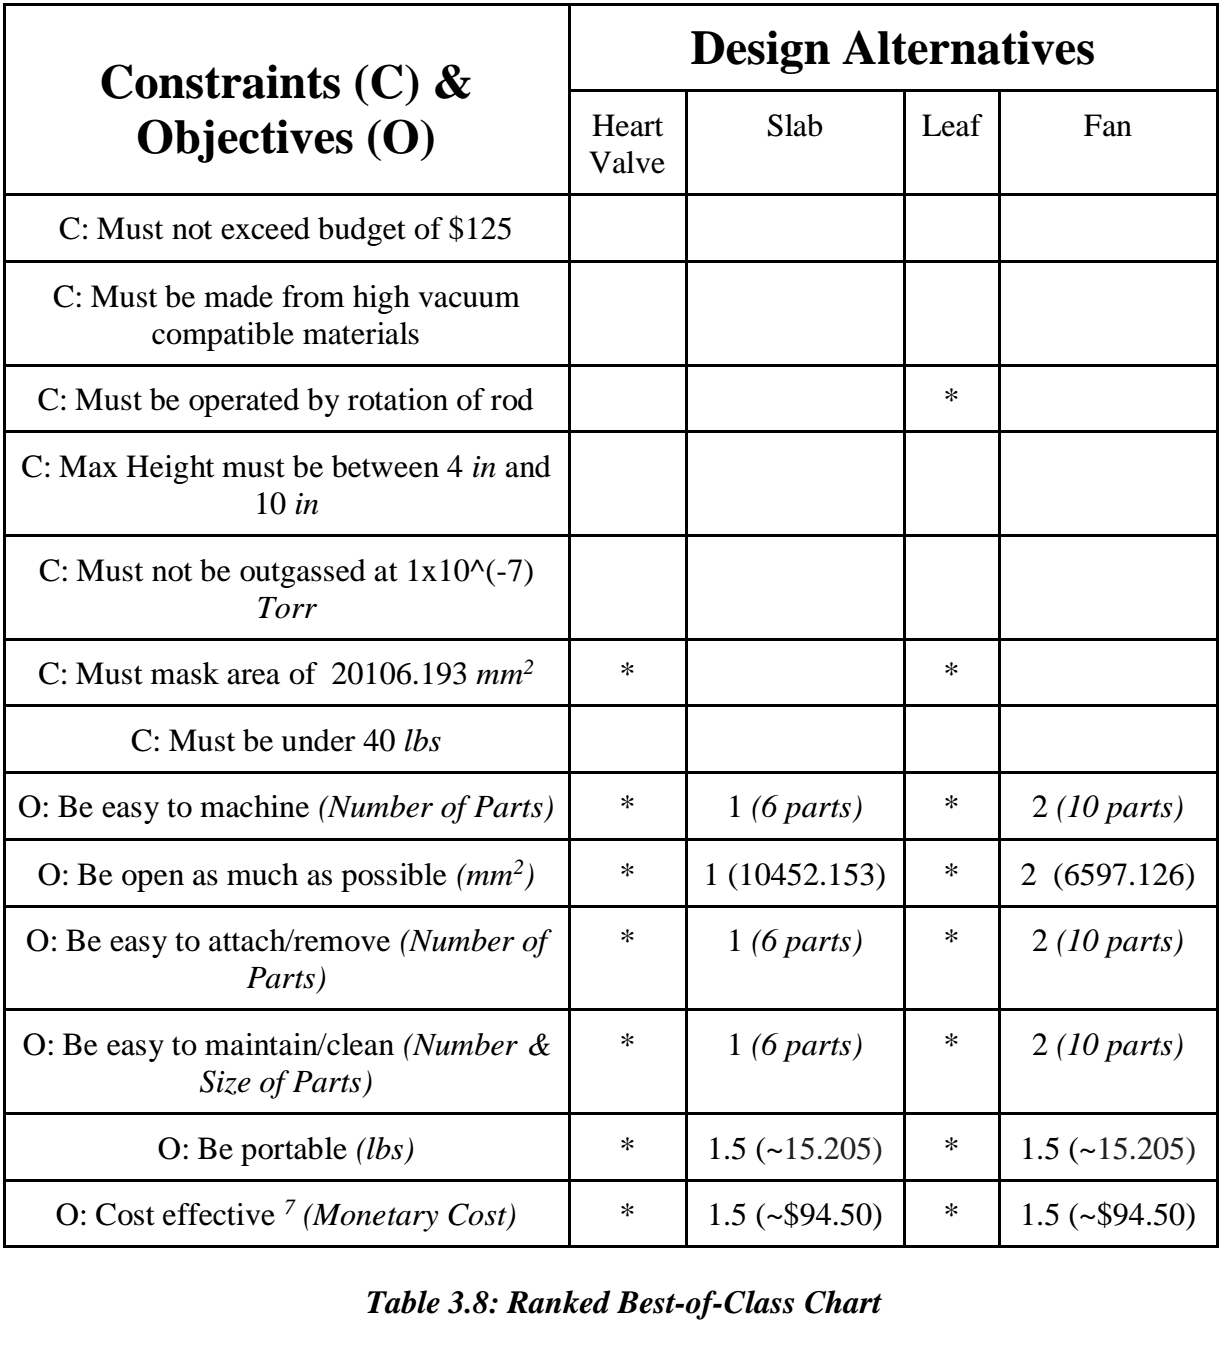 Constraints (C) &
Objectives (O)
Design Alternatives
Heart
Valve
Slab
Leaf
Fan
C: Must not exceed budget of $125
C: Must be made from high vacuum
compatible materials
C: Must be operated by rotation of rod
*
C: Max Height must be between 4 in and
10 in
C: Must not be outgassed at 1x10^(-7)
Torr
C: Must mask area of 20106.193 mm²
*
*
C: Must be under 40 lbs
O: Be easy to machine (Number of Parts)
*
1 (6 parts)
*
2 (10 parts)
O: Be open as much as possible (mm²)
*
1 (10452.153)
*
2 (6597.126)
O: Be easy to attach/remove (Number of
Parts)
*
1 (6 parts)
*
2 (10 parts)
O: Be easy to maintain/clean (Number &
Size of Parts)
*
1 (6 parts)
*
2 (10 parts)
O: Be portable (lbs)
*
1.5 (~15.205)
*
1.5 (~15.205)
O: Cost effective ⁷ (Monetary Cost)
*
1.5 (~$94.50)
*
1.5 (~$94.50)
Table 3.8: Ranked Best-of-Class Chart